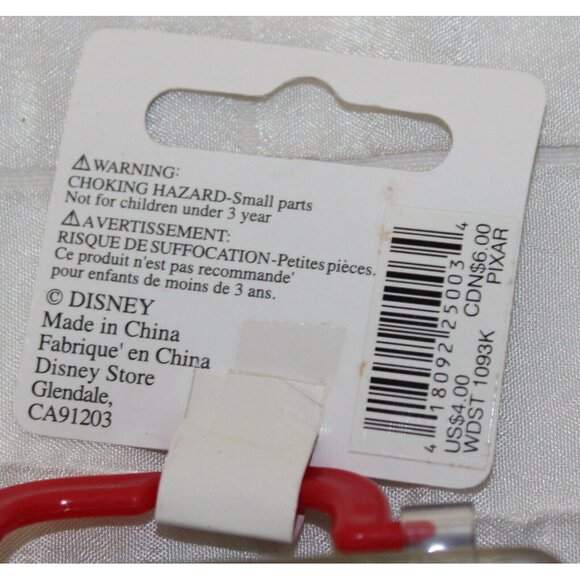 ⚠WARNING:
CHOKING HAZARD-Small parts
Not for children under 3 year
⚠AVERTISSEMENT:
RISQUE DE SUFFOCATION-Petites pièces.
Ce produit n'est pas recommande'
pour enfants de moins de 3 ans.
© DISNEY
Made in China
Fabrique' en China
Disney Store
Glendale,
CA91203
CDN$6.00
PIXAR
4 18092 25003 4
US$4.00
WDST 1093K